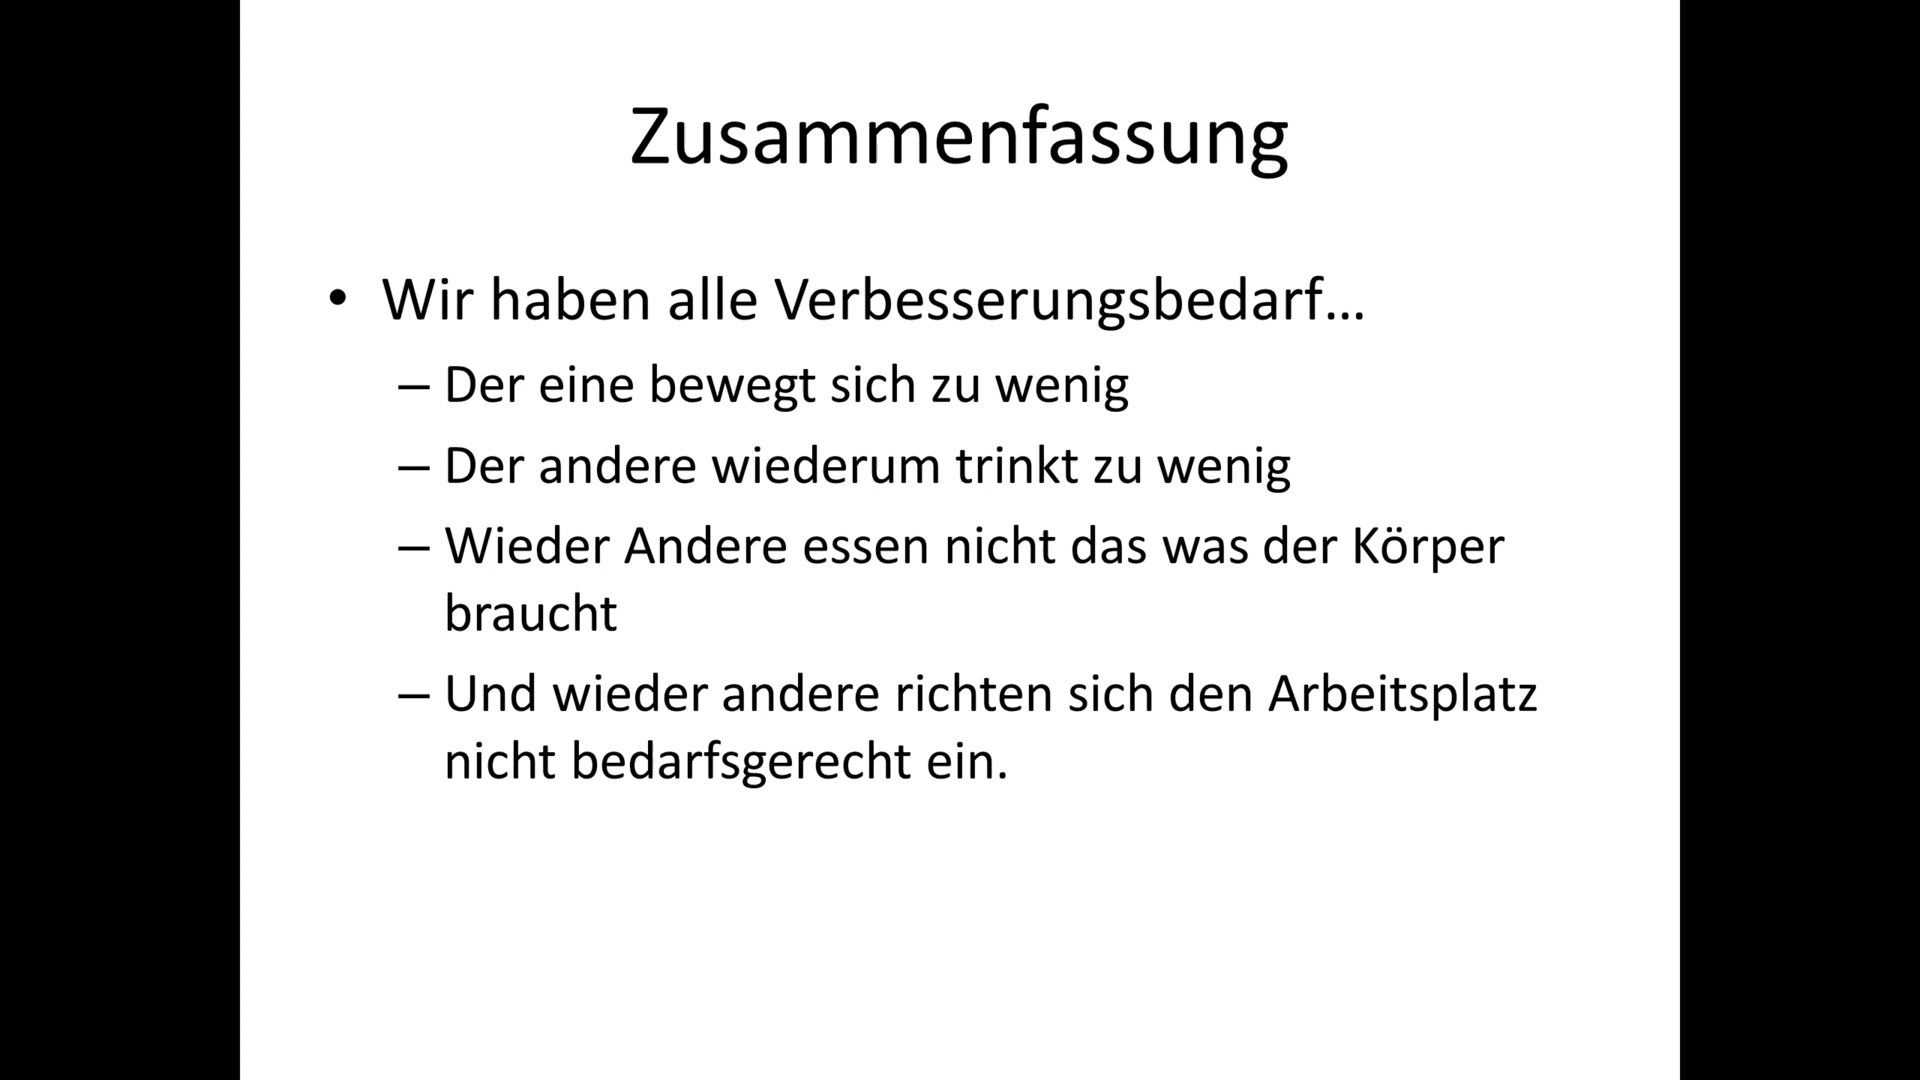 Zusammenfassung
• Wir haben alle Verbesserungsbedarf…
– Der eine bewegt sich zu wenig
– Der andere wiederum trinkt zu wenig
– Wieder Andere essen nicht das was der Körper
braucht
– Und wieder andere richten sich den Arbeitsplatz
nicht bedarfsgerecht ein.